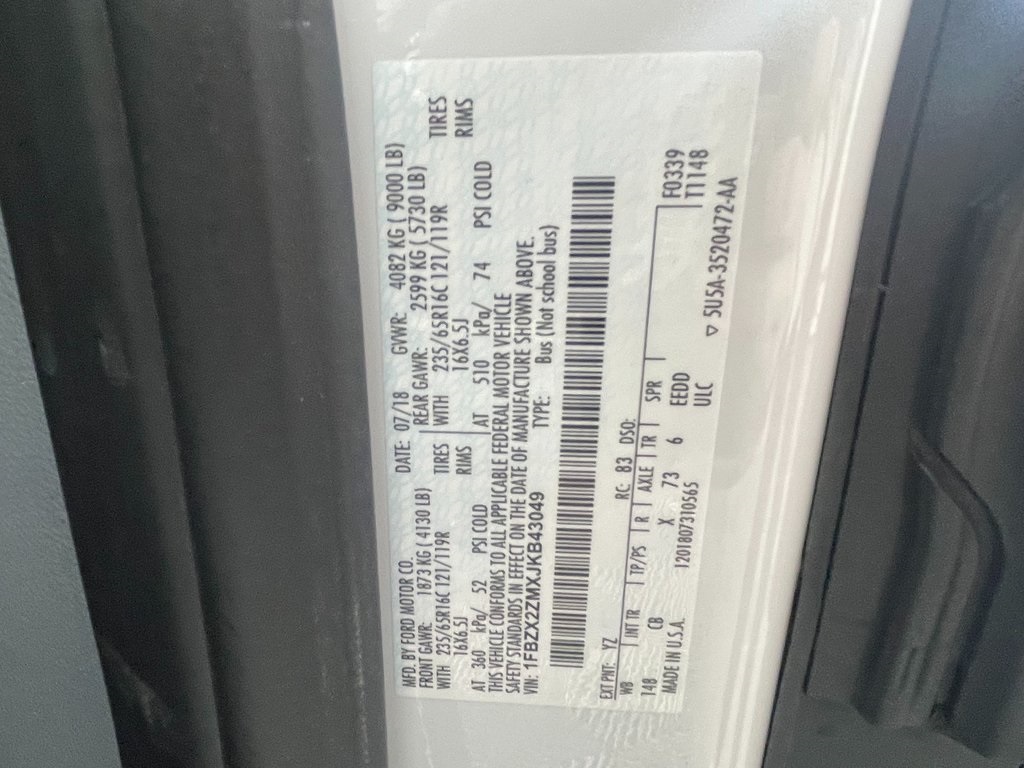 MFD. BY FORD MOTOR CO. DATE: 07/18 GVWR: 4082 KG ( 9000 LB)
FRONT GAWR: 1873 KG ( 4130 LB) REAR GAWR: 2599 KG ( 5730 LB)
WITH 235/65R16C 121/119R TIRES WITH 235/65R16C 121/119R TIRES
16X6.5J RIMS 16X6.5J RIMS
AT 360 kPa/ 52 PSI COLD AT 510 kPa/ 74 PSI COLD
THIS VEHICLE CONFORMS TO ALL APPLICABLE FEDERAL MOTOR VEHICLE
SAFETY STANDARDS IN EFFECT ON THE DATE OF MANUFACTURE SHOWN ABOVE.
VIN: 1FBZX2ZMXJKB43049 TYPE: Bus (Not school bus)
EXT PNT: YZ RC: 83 DSO:
WB INT TR TP/PS R AXLE TR SPR F0339
148 CB X 73 6 EEDD T1148
MADE IN U.S.A. 1201807310565 ULC
▽ 5U5A-3520472-AA